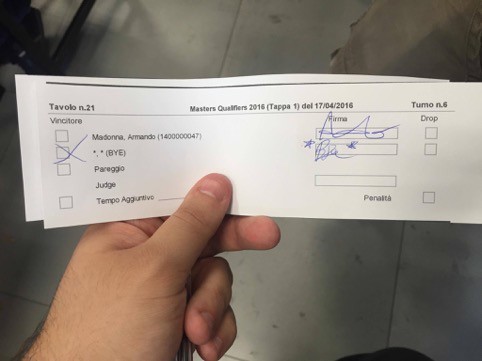 Tavolo n.21 Masters Qualifiers 2016 (Tappa 1) del 17/04/2016 Turno n.6
Vincitore Firma Drop
Madonna, Armando (1400000047)
*, * (BYE) * Bye *
Pareggio
Judge
Tempo Aggiuntivo Penalità